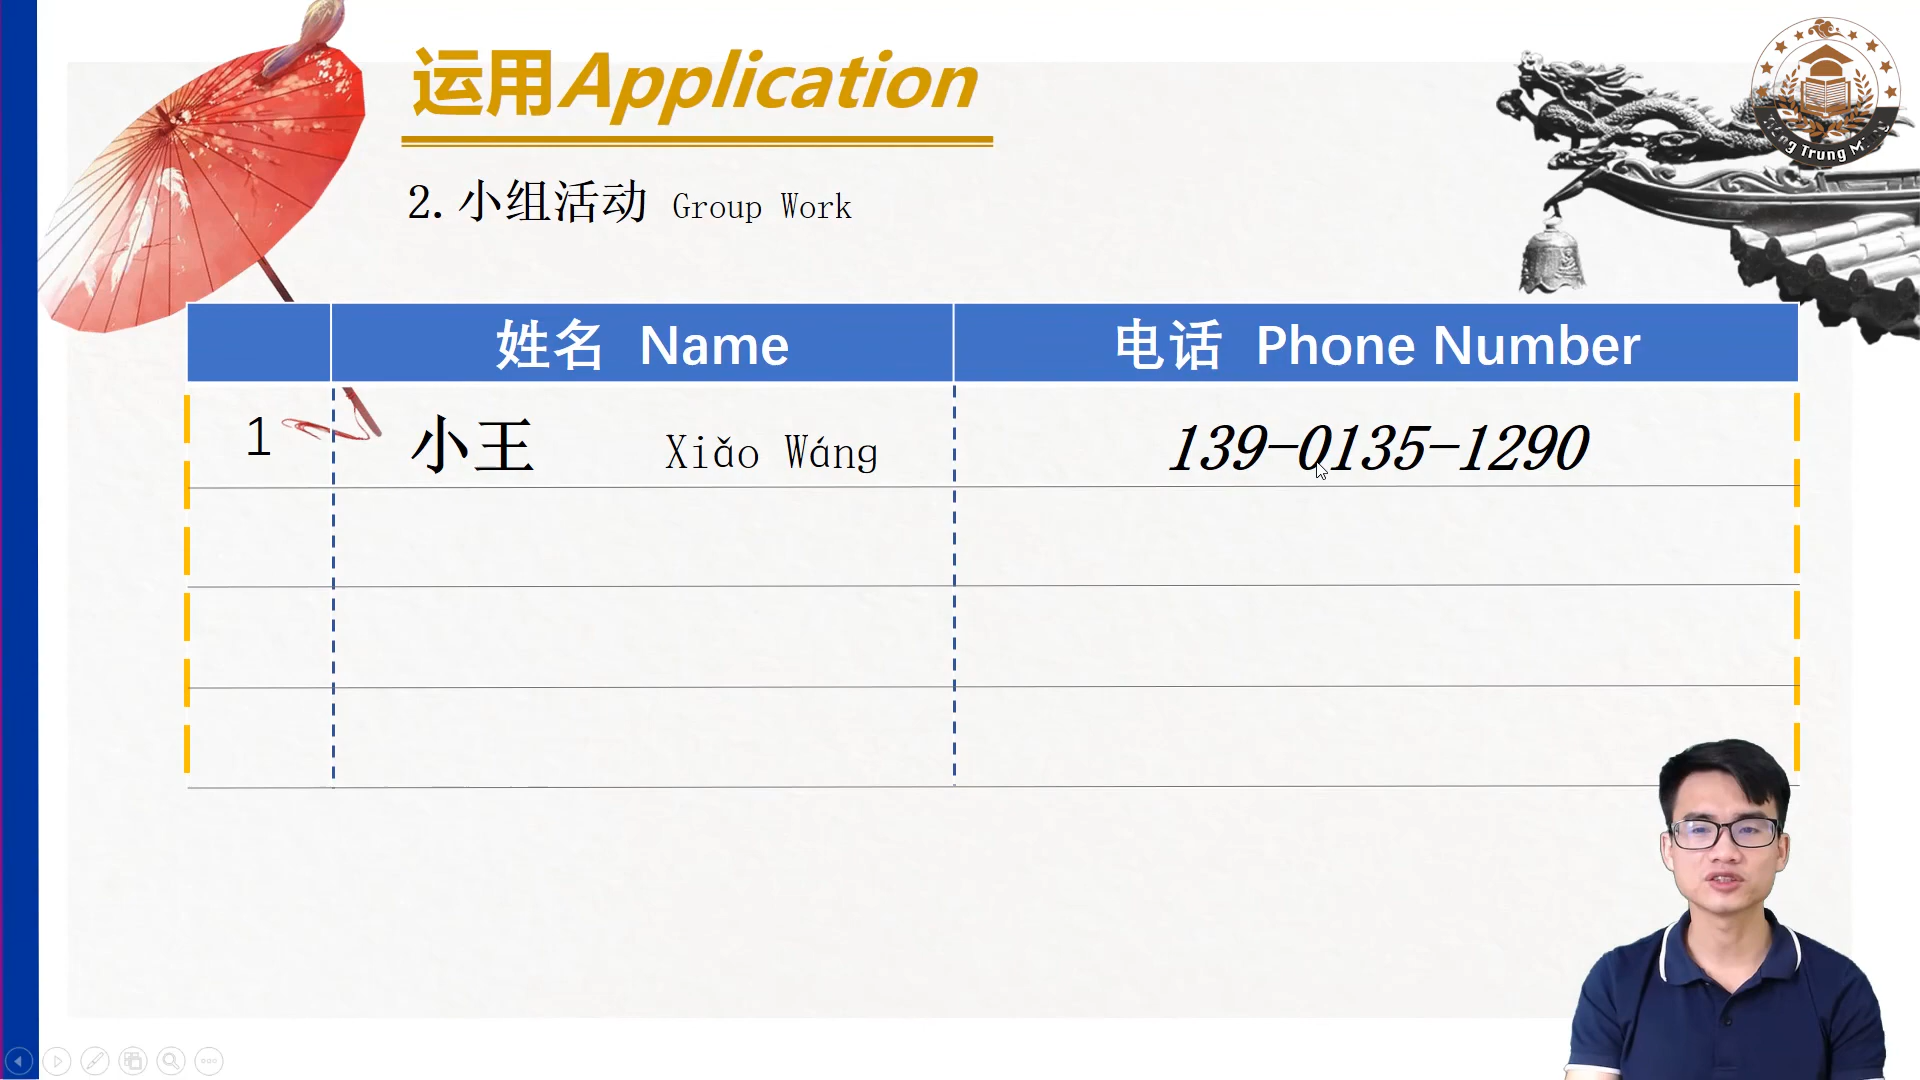 运用Application
2.小组活动 Group Work
姓名 Name 电话 Phone Number
1 小王 Xiǎo Wáng 139-0135-1290
Trung